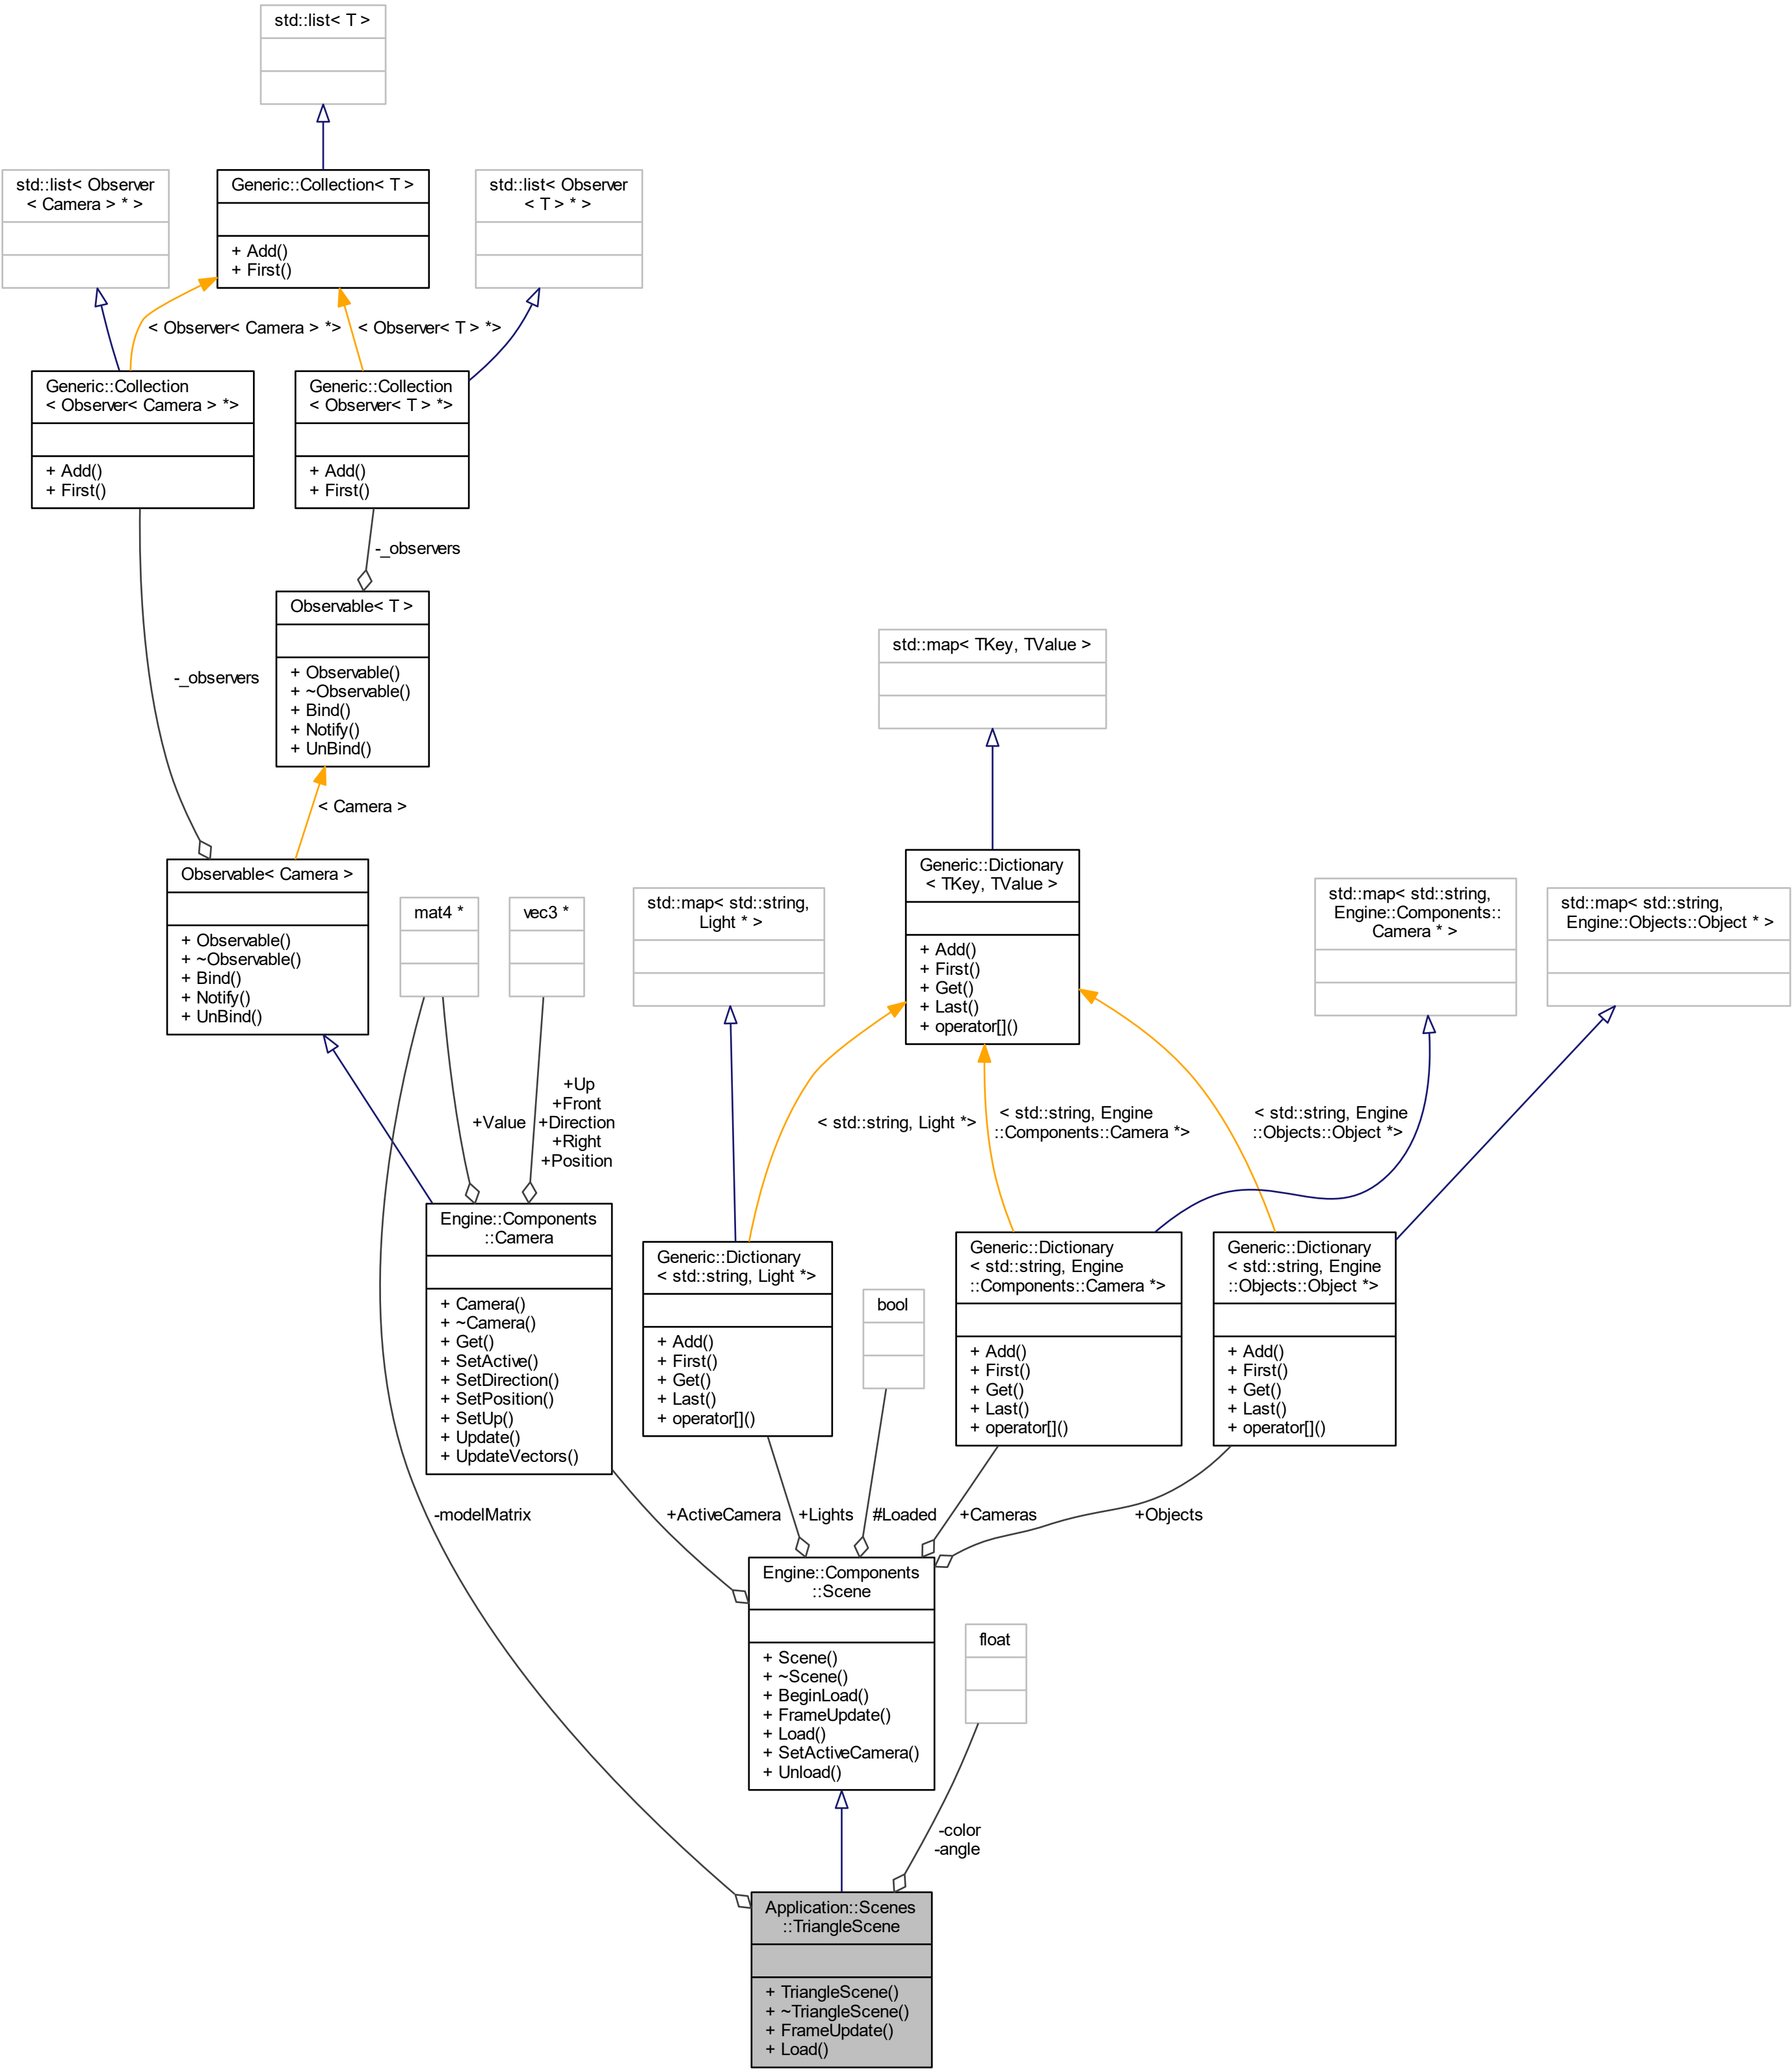 std::list< T >
std::list< Observer
< Camera > * >
Generic::Collection< T >
+ Add()
+ First()
std::list< Observer
< T > * >
< Observer< Camera > *>
< Observer< T > *>
Generic::Collection
< Observer< Camera > *>
+ Add()
+ First()
Generic::Collection
< Observer< T > *>
+ Add()
+ First()
-_observers
Observable< T >
+ Observable()
+ ~Observable()
+ Bind()
+ Notify()
+ UnBind()
-_observers
std::map< TKey, TValue >
< Camera >
Observable< Camera >
+ Observable()
+ ~Observable()
+ Bind()
+ Notify()
+ UnBind()
mat4 *
vec3 *
std::map< std::string,
Light * >
Generic::Dictionary
< TKey, TValue >
+ Add()
+ First()
+ Get()
+ Last()
+ operator[]()
std::map< std::string,
Engine::Components::
Camera * >
std::map< std::string,
Engine::Objects::Object * >
+Value
+Up
+Front
+Direction
+Right
+Position
< std::string, Light *>
< std::string, Engine
::Components::Camera *>
< std::string, Engine
::Objects::Object *>
Engine::Components
::Camera
+ Camera()
+ ~Camera()
+ Get()
+ SetActive()
+ SetDirection()
+ SetPosition()
+ SetUp()
+ Update()
+ UpdateVectors()
Generic::Dictionary
< std::string, Light *>
+ Add()
+ First()
+ Get()
+ Last()
+ operator[]()
bool
Generic::Dictionary
< std::string, Engine
::Components::Camera *>
+ Add()
+ First()
+ Get()
+ Last()
+ operator[]()
Generic::Dictionary
< std::string, Engine
::Objects::Object *>
+ Add()
+ First()
+ Get()
+ Last()
+ operator[]()
-modelMatrix
+ActiveCamera
+Lights
#Loaded
+Cameras
+Objects
Engine::Components
::Scene
+ Scene()
+ ~Scene()
+ BeginLoad()
+ FrameUpdate()
+ Load()
+ SetActiveCamera()
+ Unload()
float
-color
-angle
Application::Scenes
::TriangleScene
+ TriangleScene()
+ ~TriangleScene()
+ FrameUpdate()
+ Load()